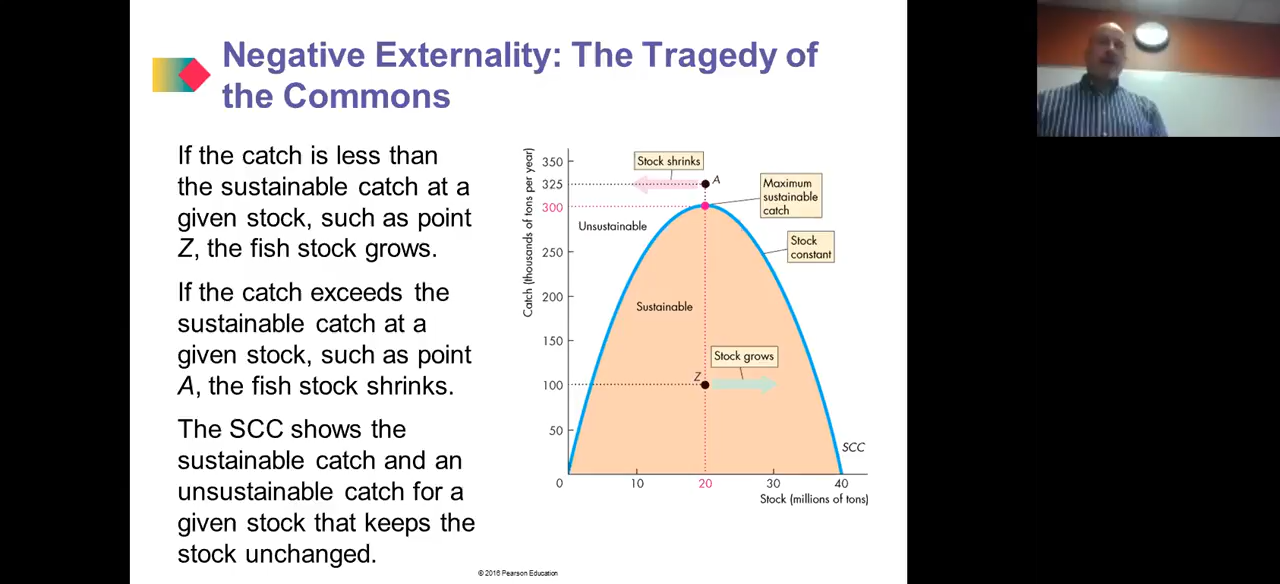 Negative Externality: The Tragedy of
the Commons
If the catch is less than
the sustainable catch at a
given stock, such as point
Z, the fish stock grows.
If the catch exceeds the
sustainable catch at a
given stock, such as point
A, the fish stock shrinks.
The SCC shows the
sustainable catch and an
unsustainable catch for a
given stock that keeps the
stock unchanged.
Catch (thousands of tons per year)
350
325
300
250
200
150
100
50
0
10
20
30
40
Stock (millions of tons)
Stock shrinks
A
Maximum
sustainable
catch
Unsustainable
Stock
constant
Sustainable
Stock grows
Z
SCC
© 2016 Pearson Education